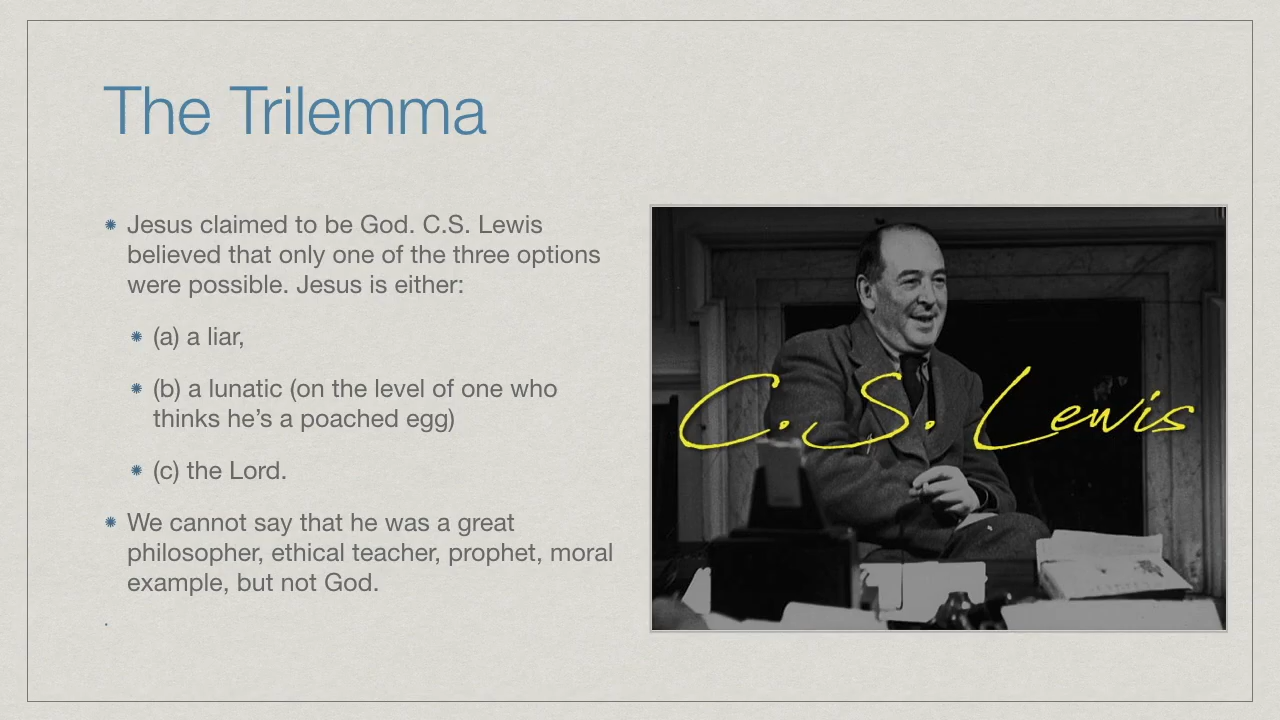 The Trilemma
Jesus claimed to be God. C.S. Lewis
believed that only one of the three options
were possible. Jesus is either:
(a) a liar,
(b) a lunatic (on the level of one who
thinks he’s a poached egg)
(c) the Lord.
We cannot say that he was a great
philosopher, ethical teacher, prophet, moral
example, but not God.
.
C.S. Lewis